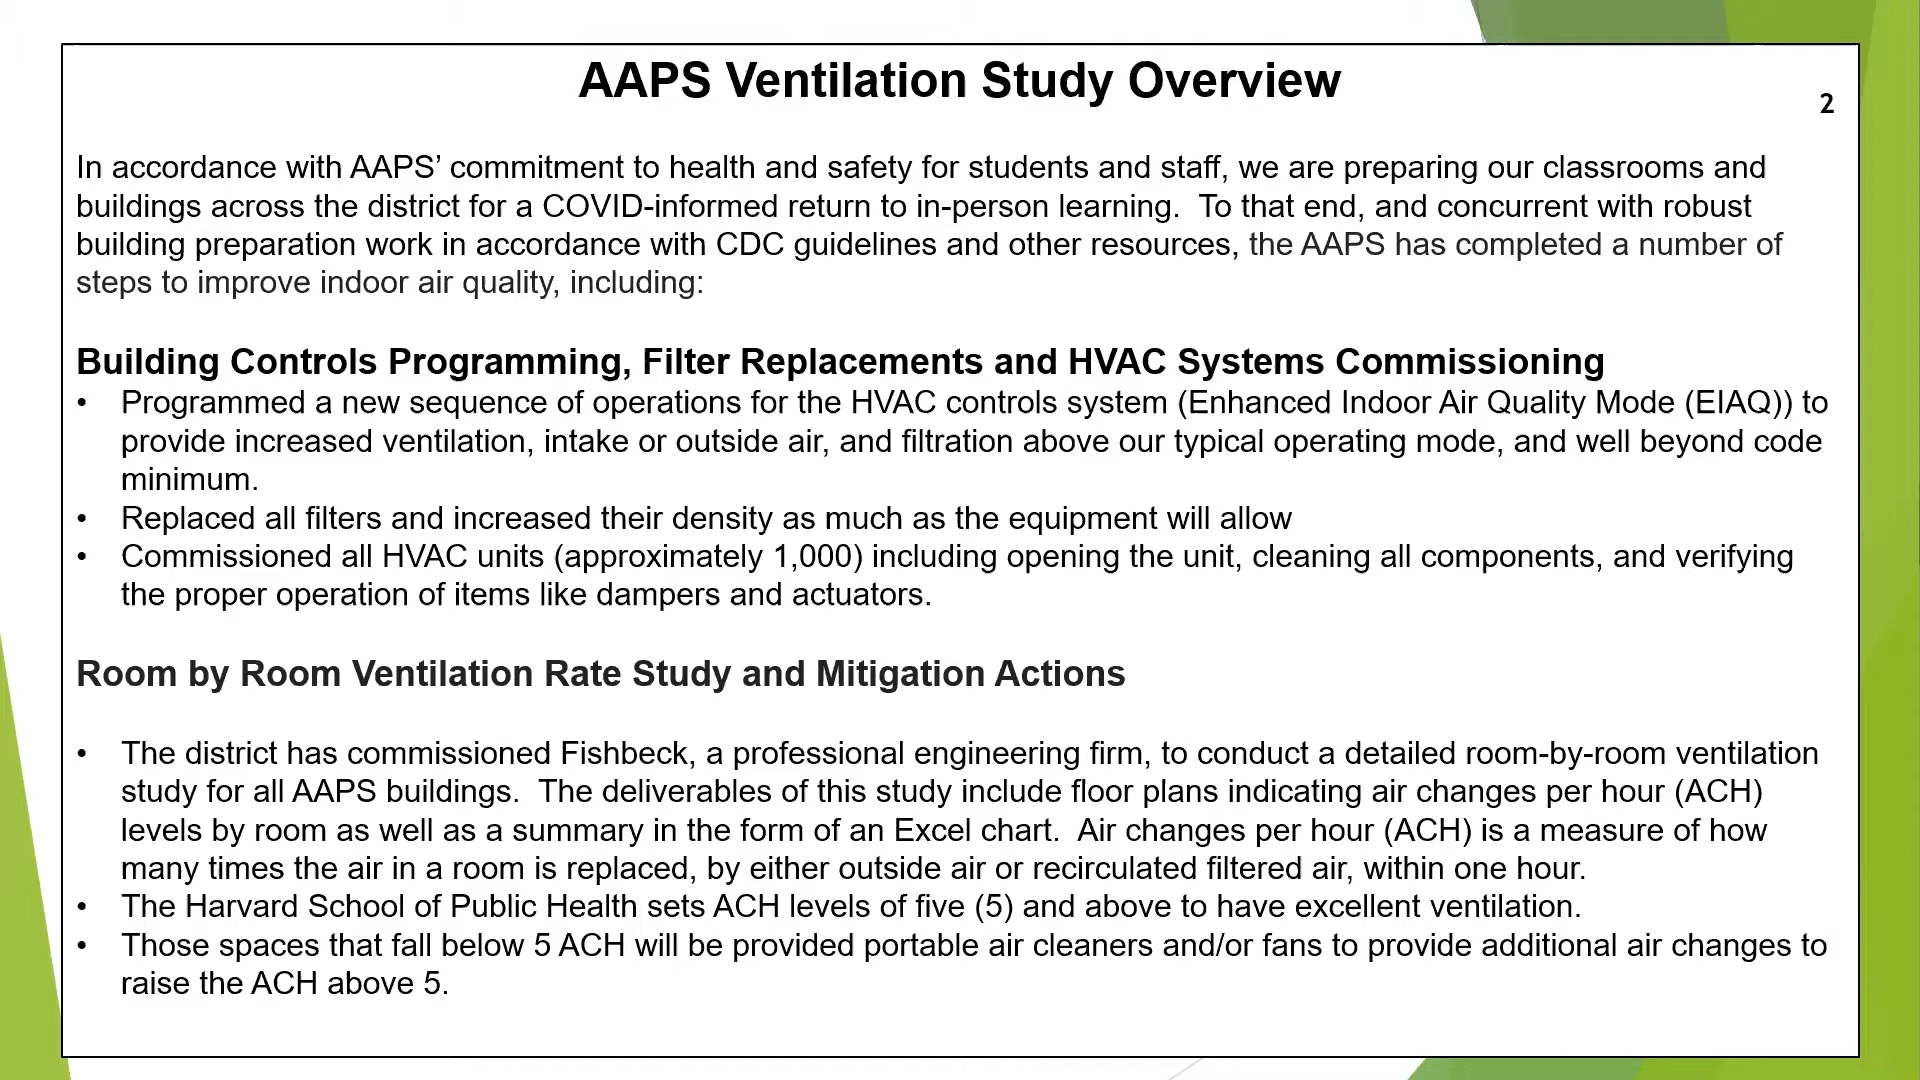 AAPS Ventilation Study Overview
2
In accordance with AAPS’ commitment to health and safety for students and staff, we are preparing our classrooms and
buildings across the district for a COVID-informed return to in-person learning.  To that end, and concurrent with robust
building preparation work in accordance with CDC guidelines and other resources, the AAPS has completed a number of
steps to improve indoor air quality, including:
Building Controls Programming, Filter Replacements and HVAC Systems Commissioning
• Programmed a new sequence of operations for the HVAC controls system (Enhanced Indoor Air Quality Mode (EIAQ)) to
provide increased ventilation, intake or outside air, and filtration above our typical operating mode, and well beyond code
minimum.
• Replaced all filters and increased their density as much as the equipment will allow
• Commissioned all HVAC units (approximately 1,000) including opening the unit, cleaning all components, and verifying
the proper operation of items like dampers and actuators.
Room by Room Ventilation Rate Study and Mitigation Actions
• The district has commissioned Fishbeck, a professional engineering firm, to conduct a detailed room-by-room ventilation
study for all AAPS buildings.  The deliverables of this study include floor plans indicating air changes per hour (ACH)
levels by room as well as a summary in the form of an Excel chart.  Air changes per hour (ACH) is a measure of how
many times the air in a room is replaced, by either outside air or recirculated filtered air, within one hour.
• The Harvard School of Public Health sets ACH levels of five (5) and above to have excellent ventilation.
• Those spaces that fall below 5 ACH will be provided portable air cleaners and/or fans to provide additional air changes to
raise the ACH above 5.